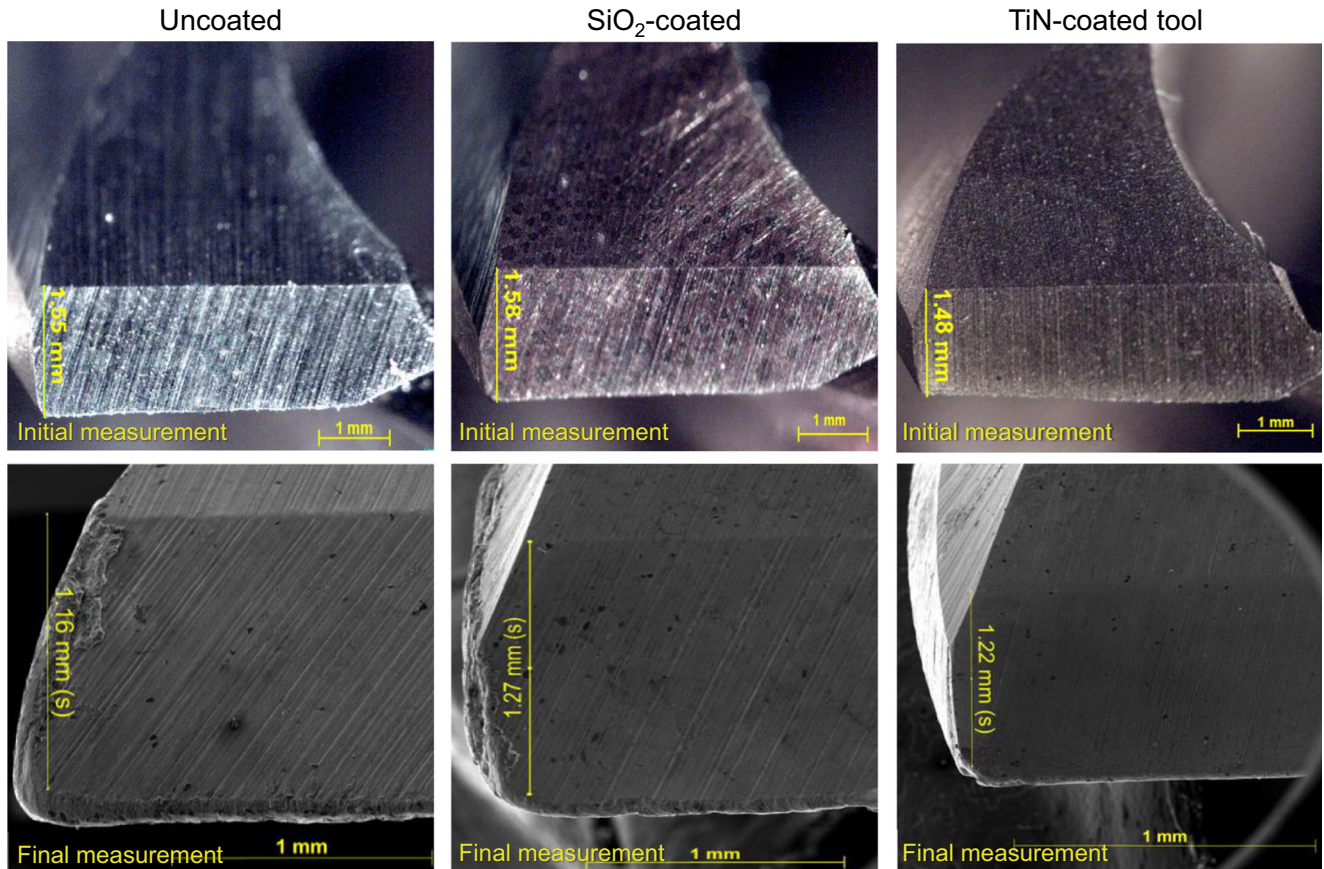 Uncoated
SiO₂-coated
TiN-coated tool
1.55 mm
Initial measurement
1 mm
1.58 mm
Initial measurement
1 mm
1.48 mm
Initial measurement
1 mm
1.16 mm (s)
Final measurement
1 mm
1.27 mm (s)
Final measurement
1 mm
1.22 mm (s)
Final measurement
1 mm